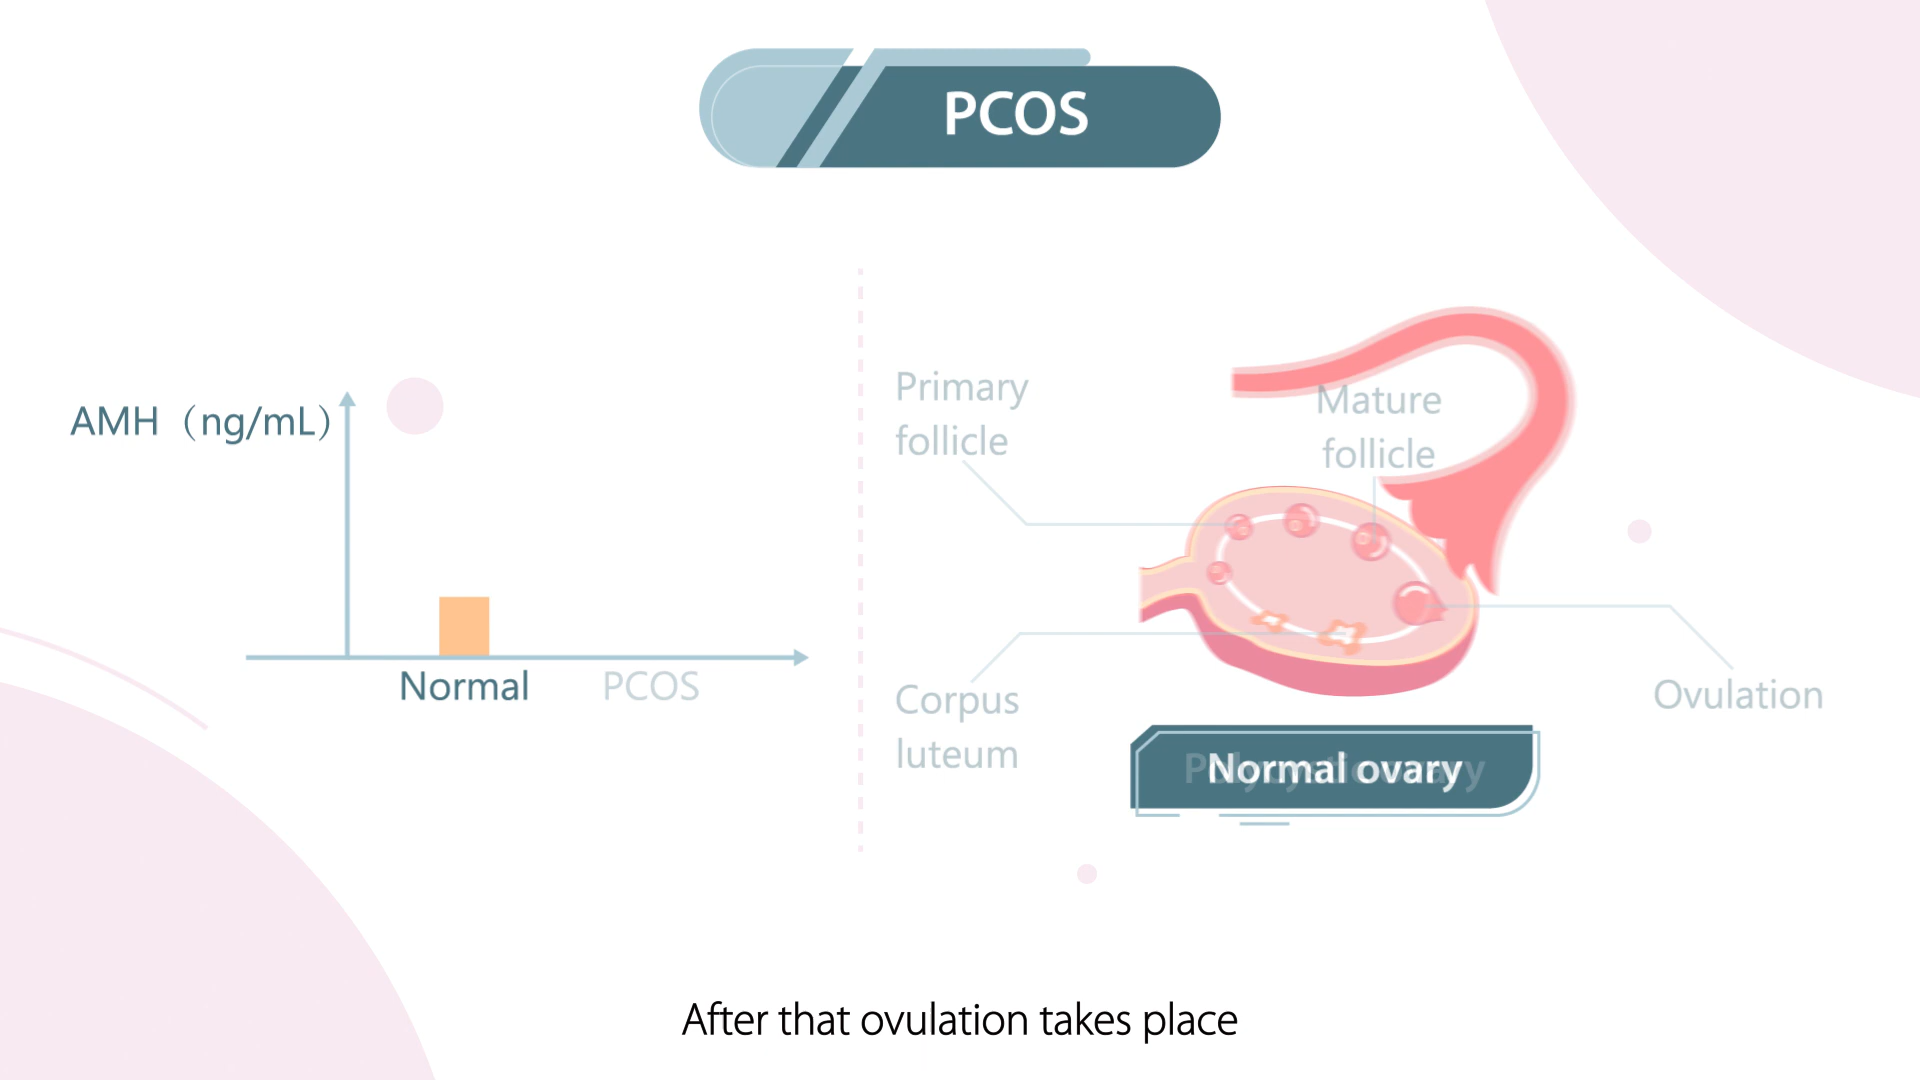 PCOS
AMH（ng/mL）
Normal
PCOS
Primary
follicle
Mature
follicle
Corpus
luteum
Ovulation
Normal ovary
After that ovulation takes place